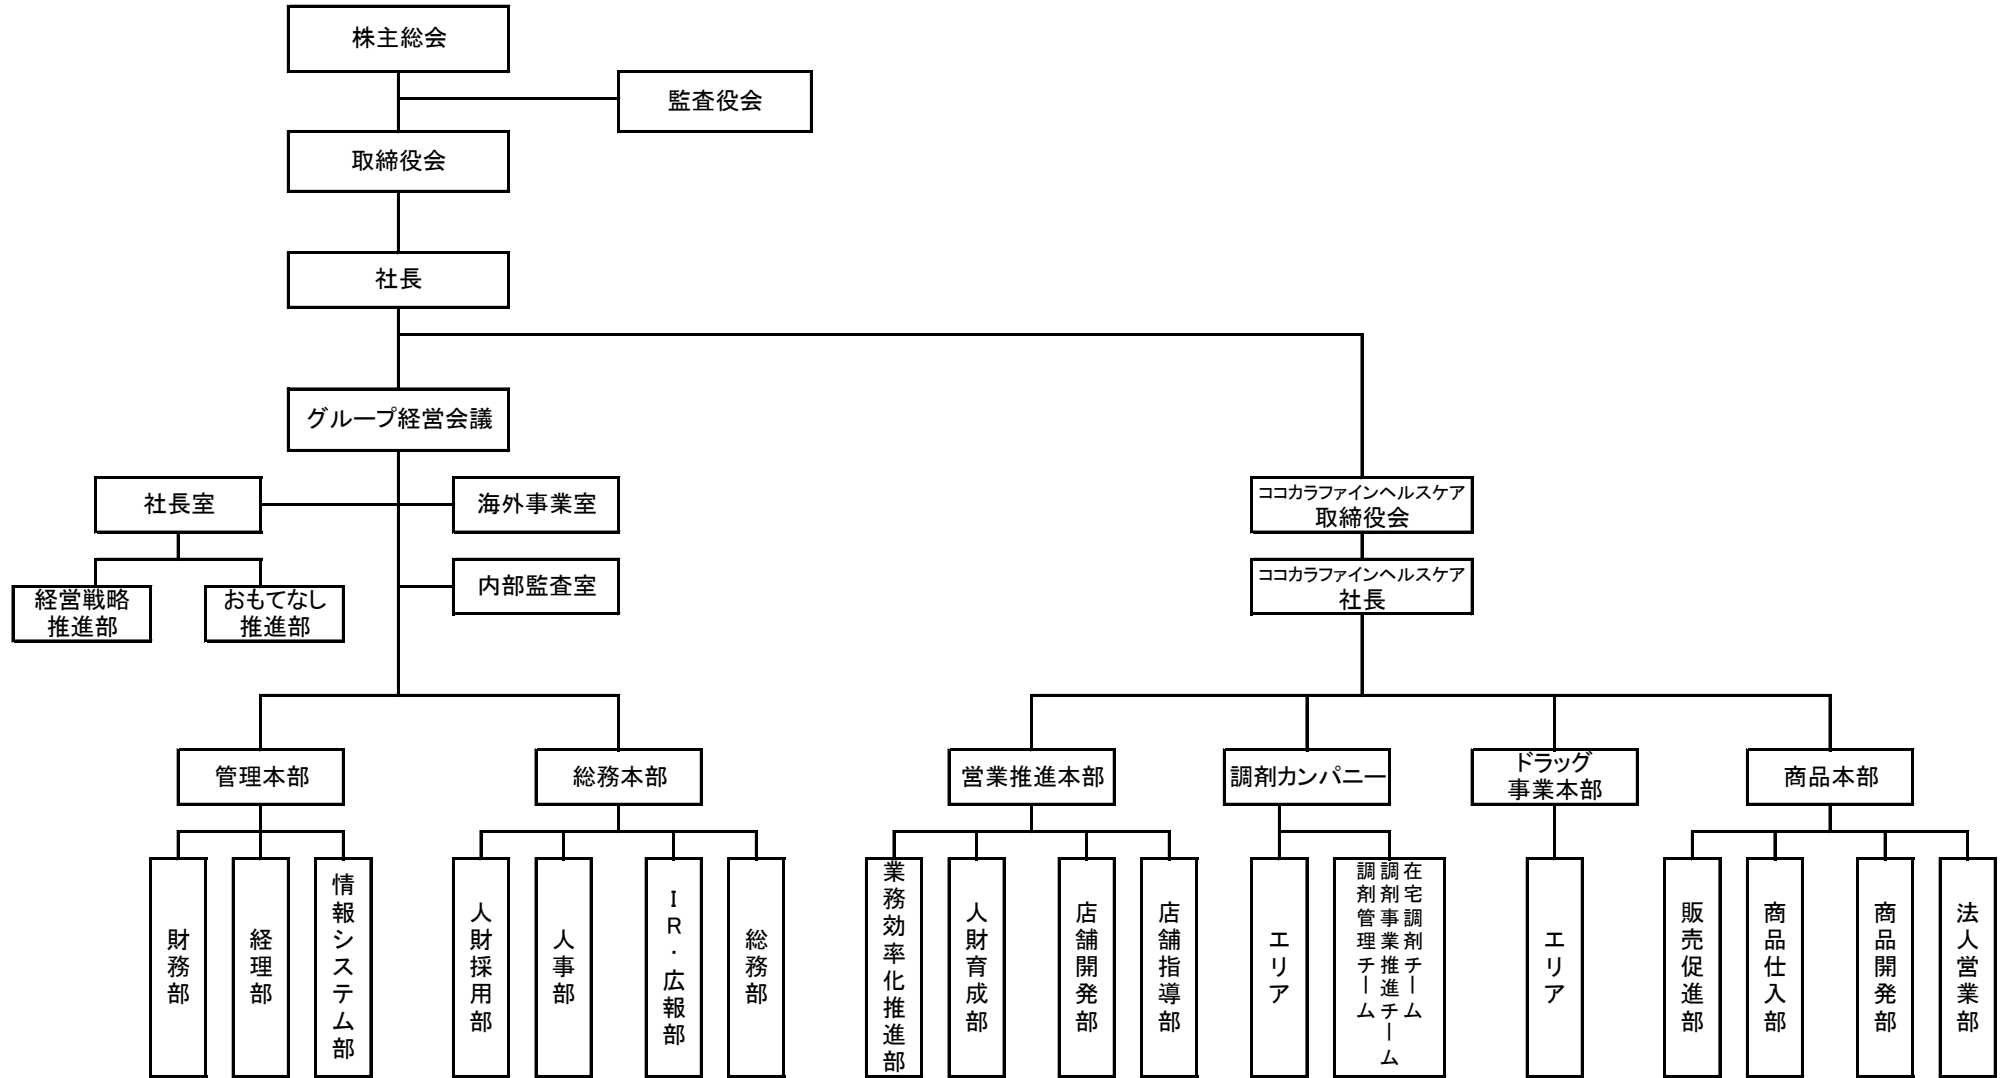 株主総会
監査役会
取締役会
社長
グループ経営会議
社長室
海外事業室
ココカラファインヘルスケア
取締役会
経営戦略
推進部
おもてなし
推進部
内部監査室
ココカラファインヘルスケア
社長
管理本部
総務本部
営業推進本部
調剤カンパニー
ドラッグ
事業本部
商品本部
財務部
経理部
情報システム部
人財採用部
人事部
IR・広報部
総務部
業務効率化推進部
人財育成部
店舗開発部
店舗指導部
エリア
在宅調剤チーム
調剤事業推進チーム
調剤管理チーム
エリア
販売促進部
商品仕入部
商品開発部
法人営業部